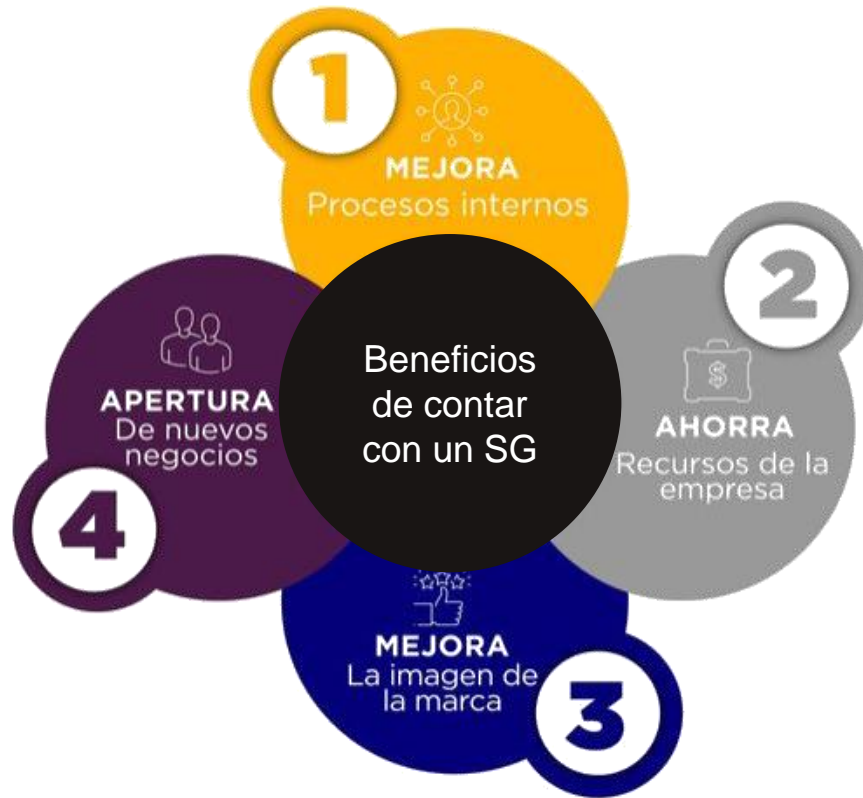 1
MEJORA
Procesos internos
2
$
AHORRA
Recursos de la
empresa
Beneficios
de contar
con un SG
APERTURA
De nuevos
negocios
4
MEJORA
La imagen de
la marca
3